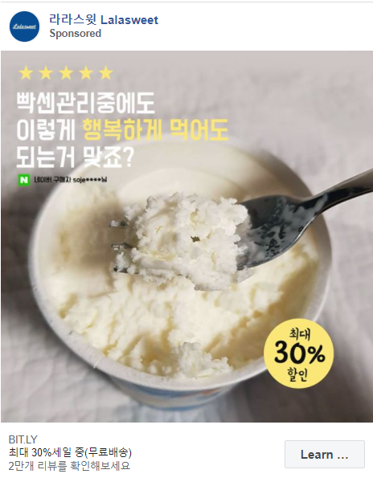 Lalasweet
라라스윗 Lalasweet
Sponsored
★★★★★
빡센관리중에도
이렇게 행복하게 먹어도
되는거 맞죠?
N 네이버 구매자 soje****님
최대
30%
할인
BIT.LY
최대 30%세일 중(무료배송)
2만개 리뷰를 확인해보세요
Learn ...